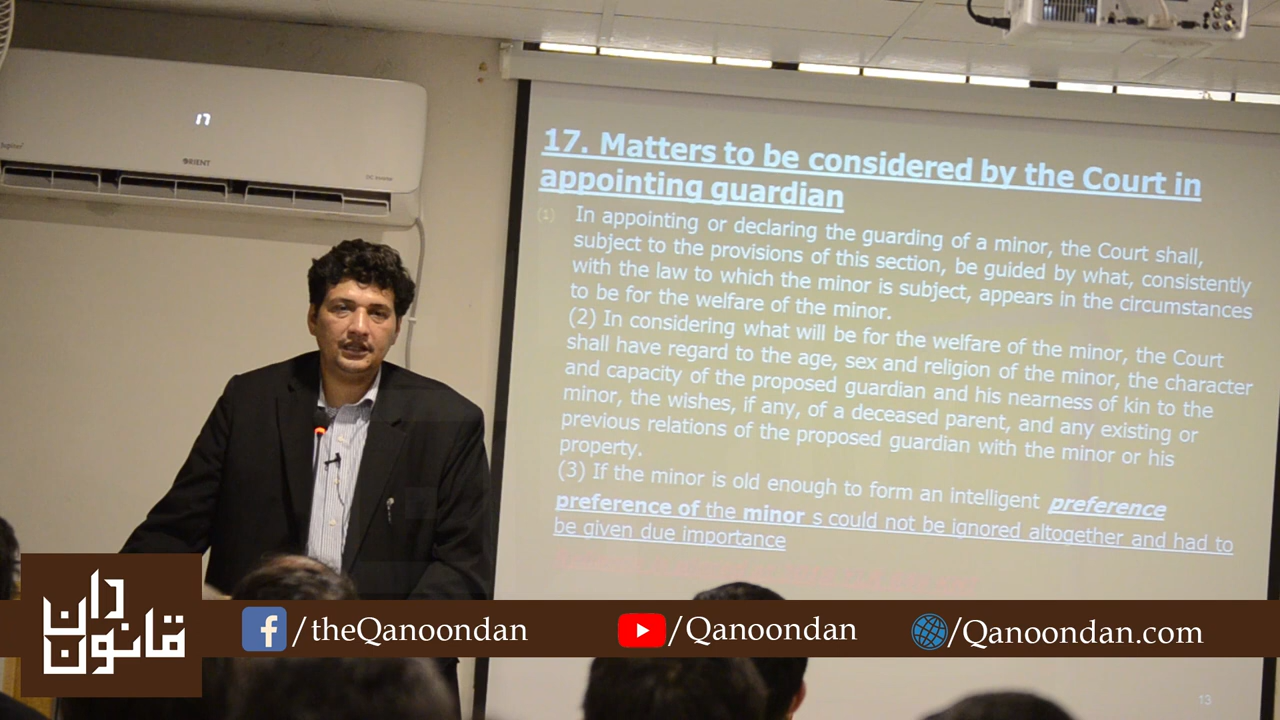 ORIENT
17. Matters to be considered by the Court in
appointing guardian
(1) In appointing or declaring the guarding of a minor, the Court shall,
subject to the provisions of this section, be guided by what, consistently
with the law to which the minor is subject, appears in the circumstances
to be for the welfare of the minor.
(2) In considering what will be for the welfare of the minor, the Court
shall have regard to the age, sex and religion of the minor, the character
and capacity of the proposed guardian and his nearness of kin to the
minor, the wishes, if any, of a deceased parent, and any existing or
previous relations of the proposed guardian with the minor or his
property.
(3) If the minor is old enough to form an intelligent preference
preference of the minor s could not be ignored altogether and had to
be given due importance
13
قانون دان
/theQanoondan
/Qanoondan
/Qanoondan.com